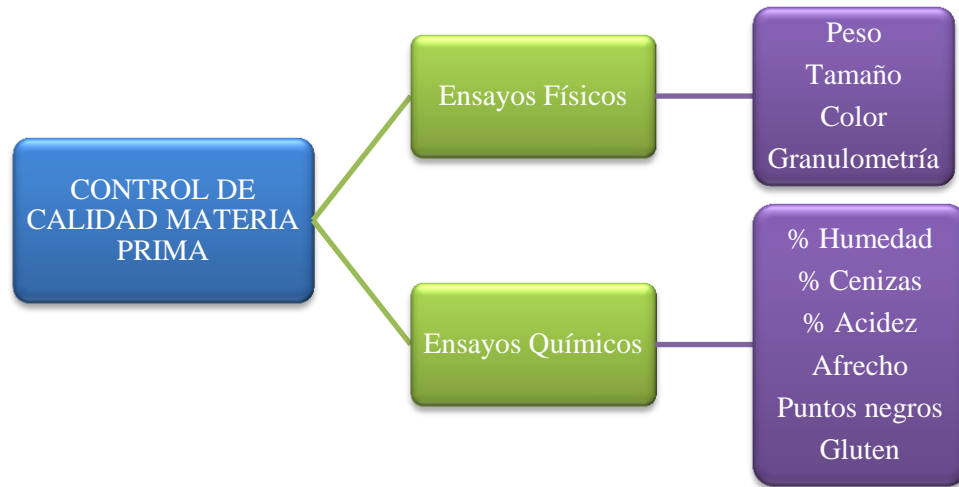 CONTROL DE
CALIDAD MATERIA
PRIMA
Ensayos Físicos
Peso
Tamaño
Color
Granulometría
Ensayos Químicos
% Humedad
% Cenizas
% Acidez
Afrecho
Puntos negros
Gluten